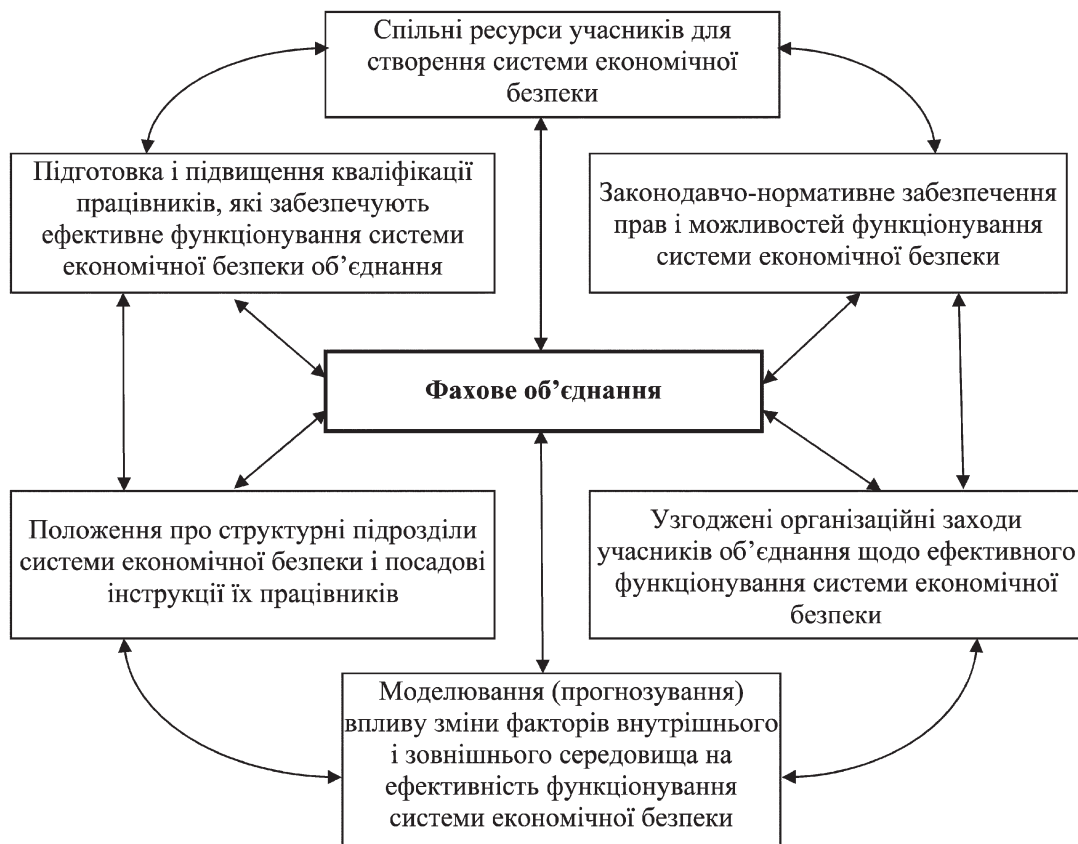 Спільні ресурси учасників для
створення системи економічної
безпеки
Підготовка і підвищення кваліфікації
працівників, які забезпечують
ефективне функціонування системи
економічної безпеки об’єднання
Законодавчо-нормативне забезпечення
прав і можливостей функціонування
системи економічної безпеки
Фахове об’єднання
Положення про структурні підрозділи
системи економічної безпеки і посадові
інструкції їх працівників
Узгоджені організаційні заходи
учасників об’єднання щодо ефективного
функціонування системи економічної
безпеки
Моделювання (прогнозування)
впливу зміни факторів внутрішнього
і зовнішнього середовища на
ефективність функціонування
системи економічної безпеки